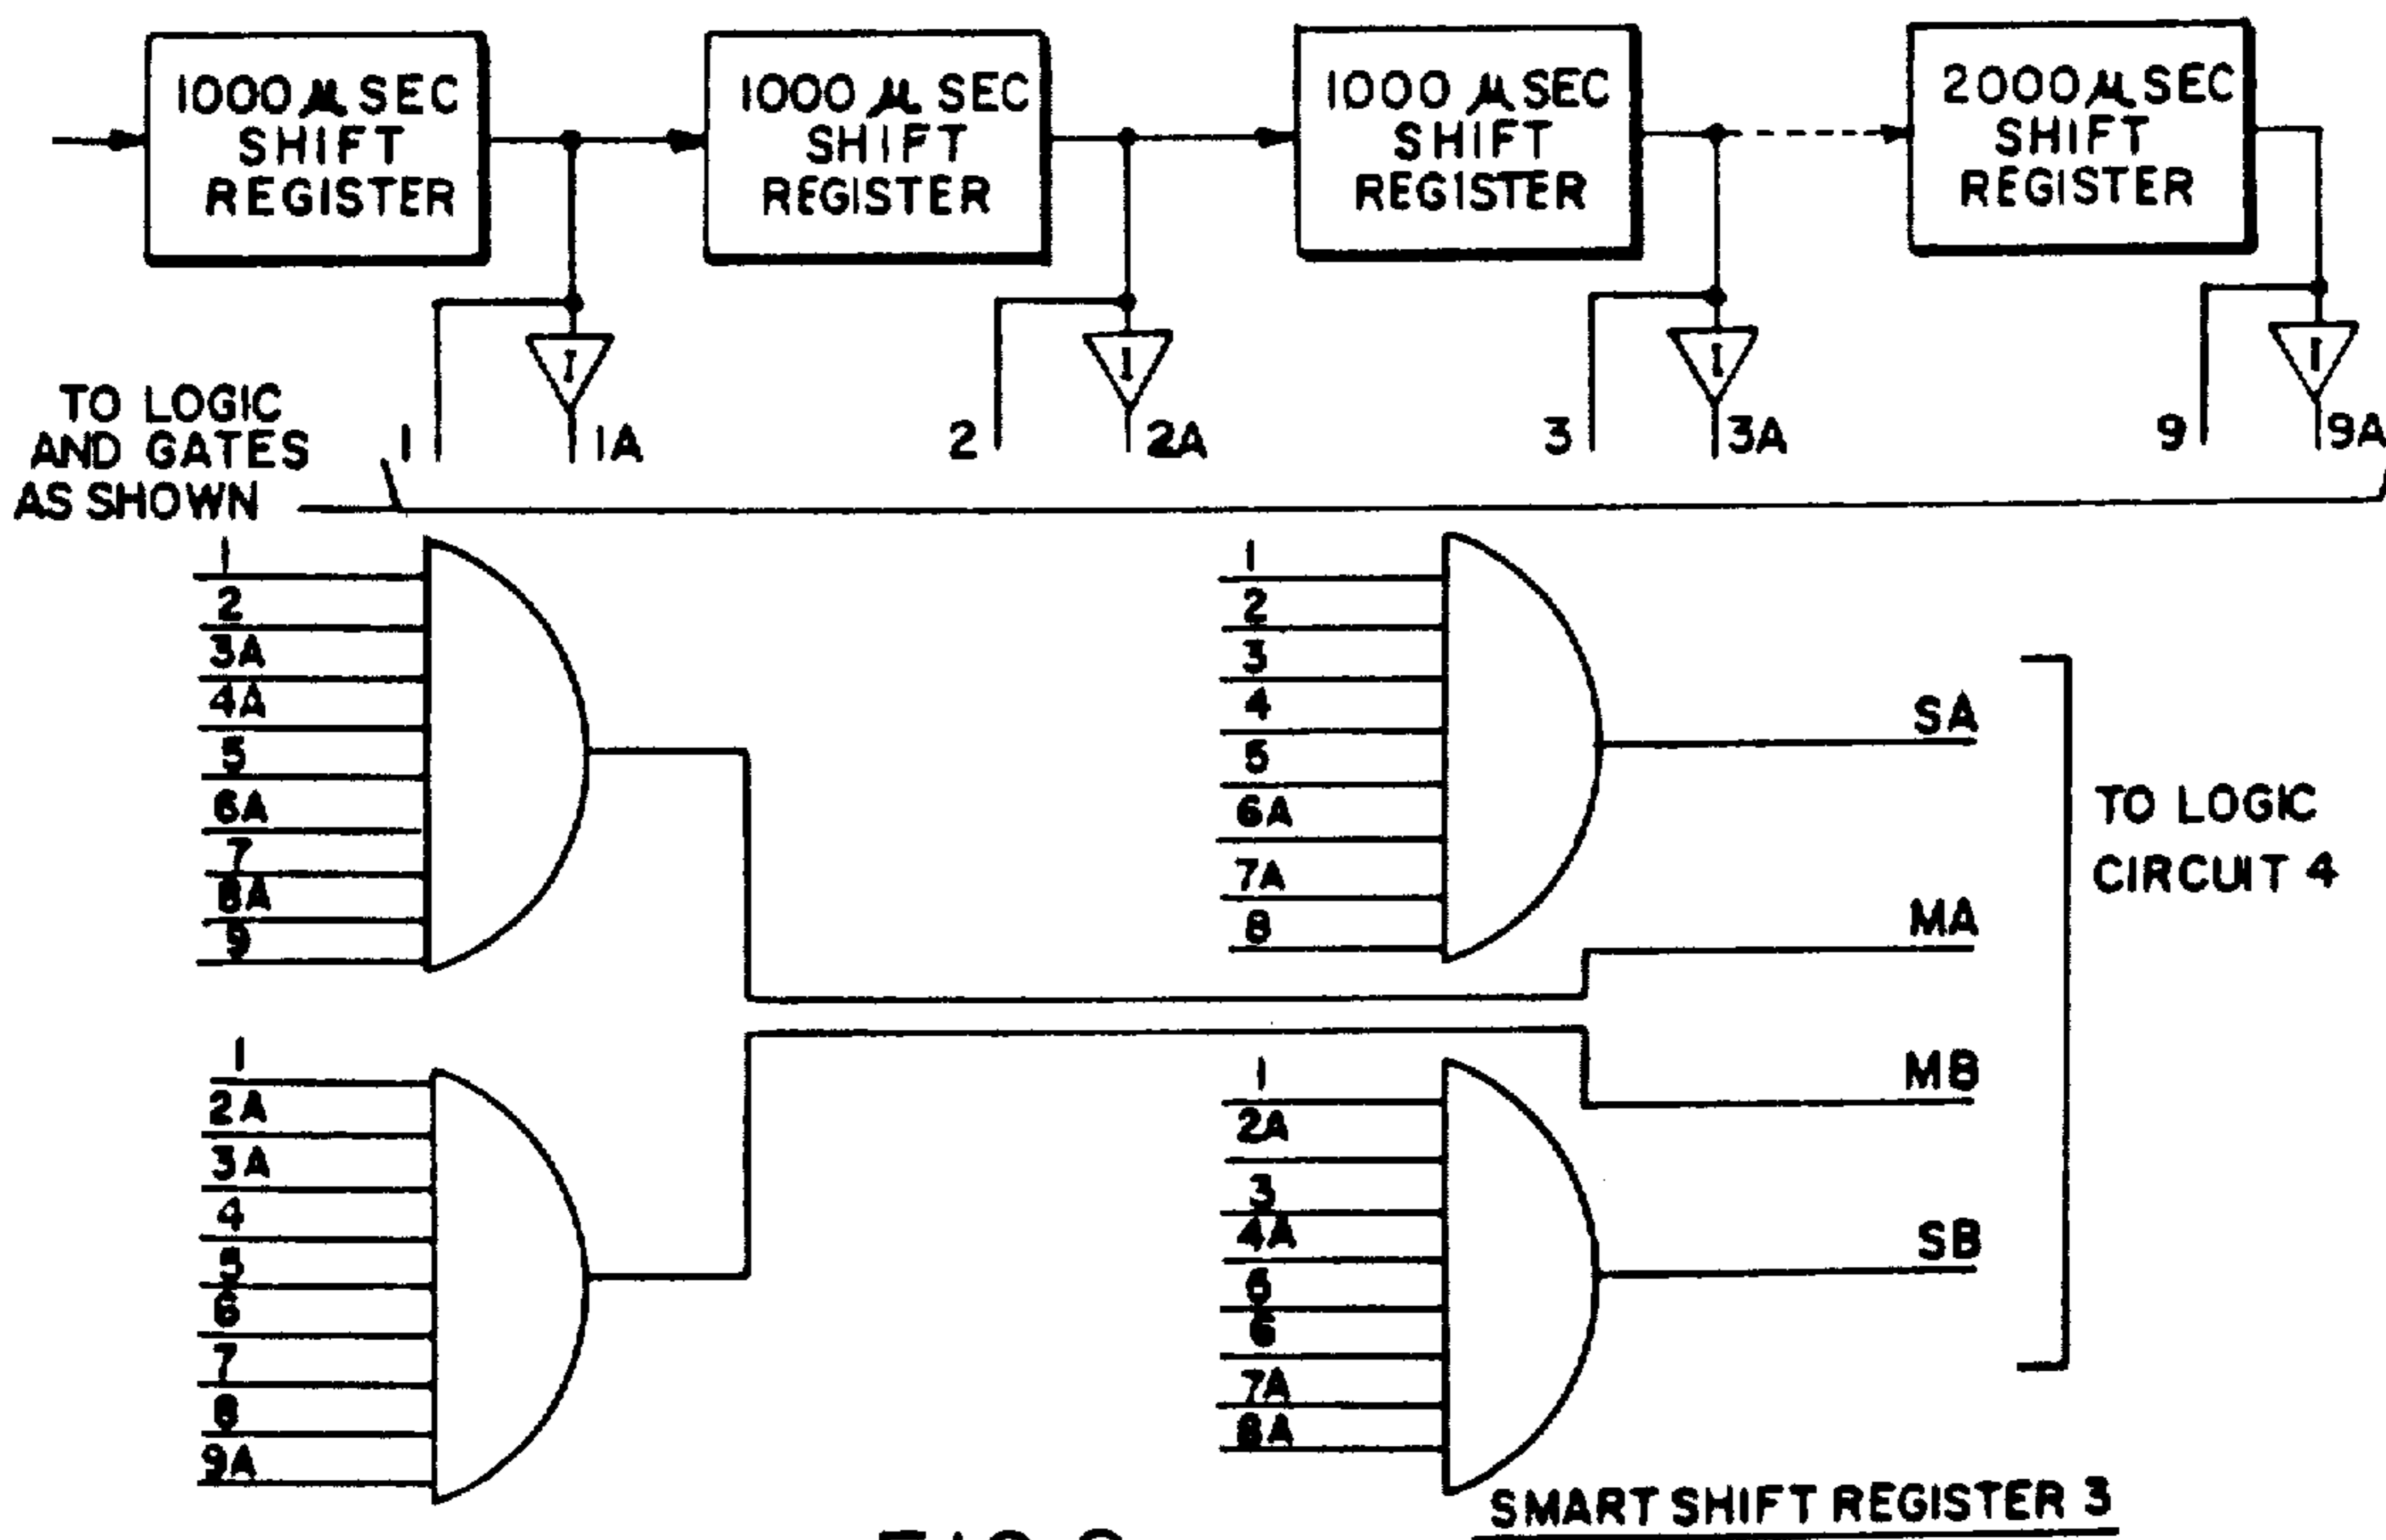 1000 μ SEC
SHIFT
REGISTER
1000 μ SEC
SHIFT
REGISTER
1000 μ SEC
SHIFT
REGISTER
2000 μ SEC
SHIFT
REGISTER
I
I
I
I
TO LOGIC
AND GATES
AS SHOWN
1
1A
2
2A
3
3A
9
9A
1
2
3A
4A
5
6A
7
8A
9
1
2
3
4
5
6A
7A
8
SA
MA
MB
SB
TO LOGIC
CIRCUIT 4
1
2A
3A
4
5
6
7
8
9A
1
2A
3
4A
6
7A
8A
SMART SHIFT REGISTER 3